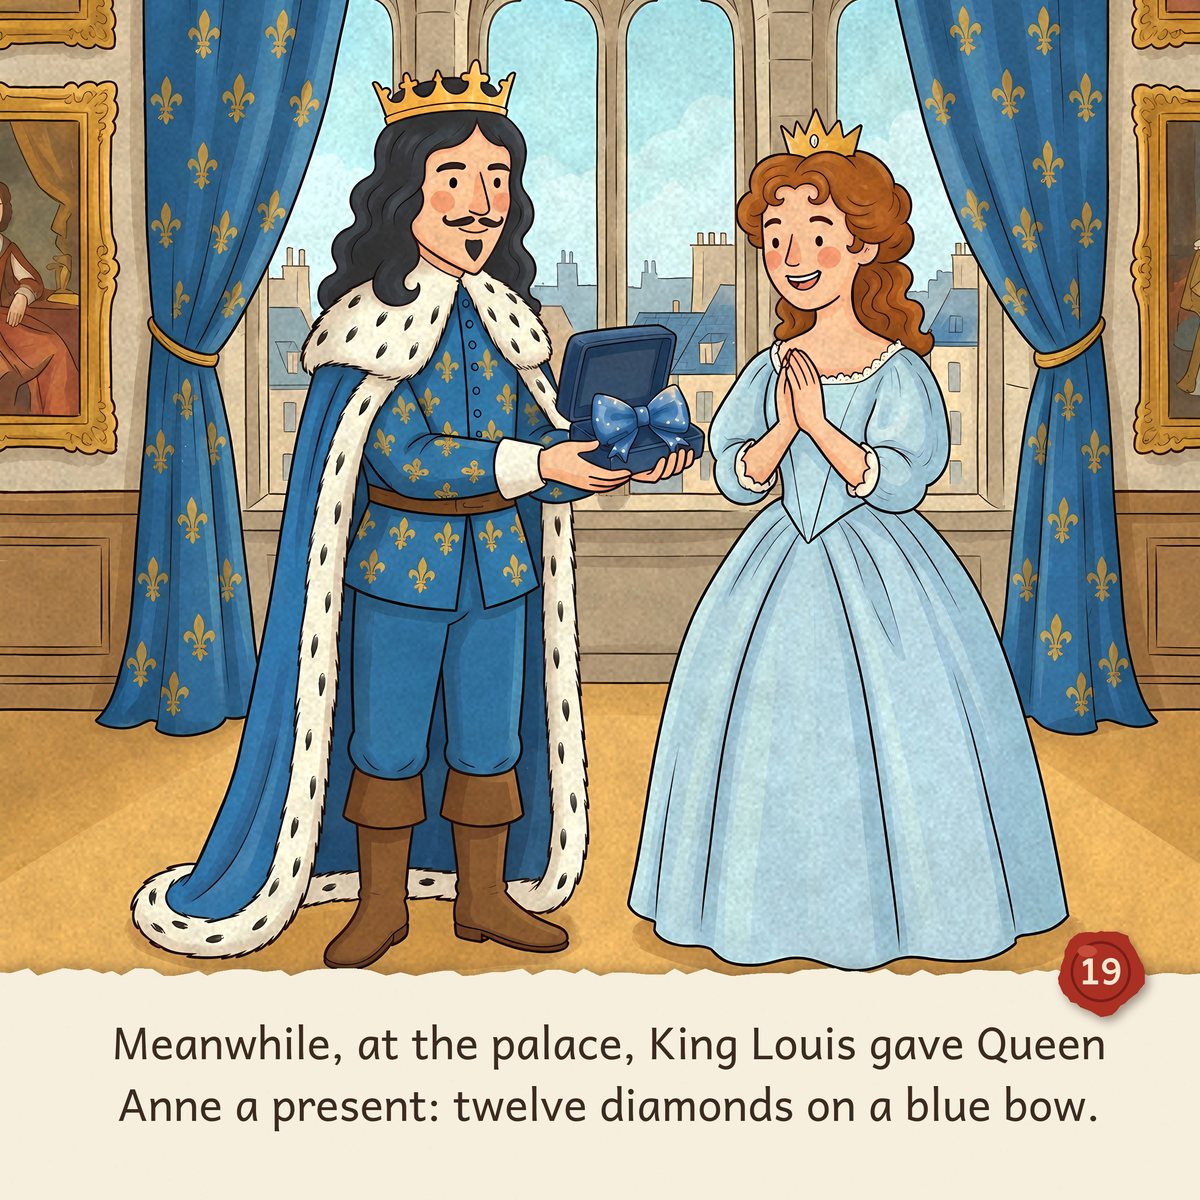 19
Meanwhile, at the palace, King Louis gave Queen
Anne a present: twelve diamonds on a blue bow.